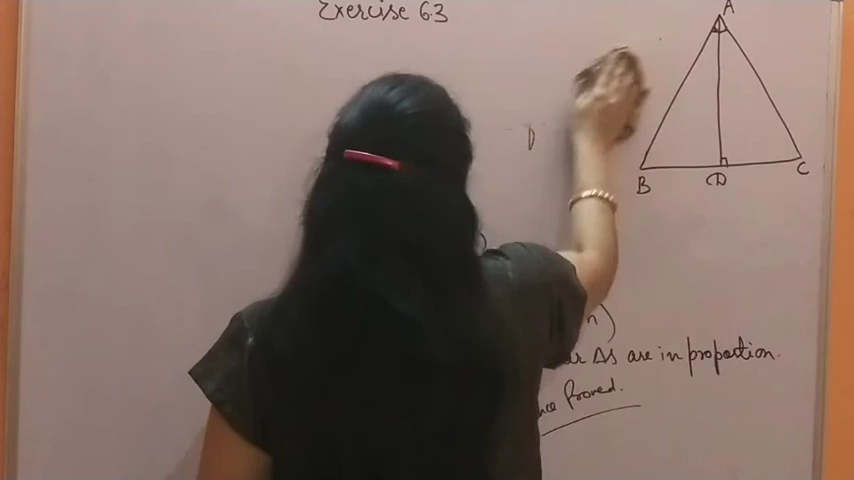 Exercise 6.3
A
D
B
D
C
n)
Δs are in proportion.
Proved.